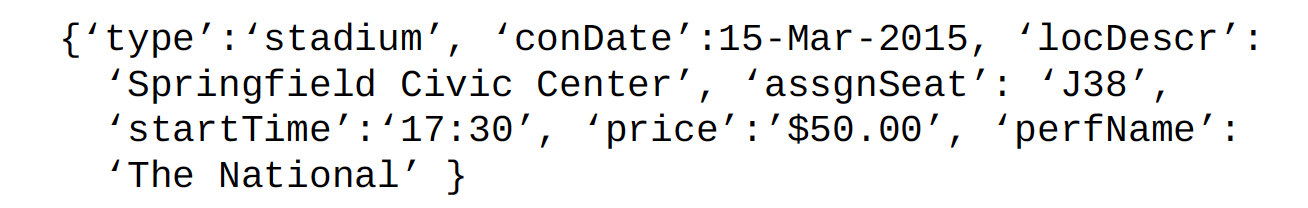 {‘type’:‘stadium’, ‘conDate’:15-Mar-2015, ‘locDescr’:
‘Springfield Civic Center’, ‘assgnSeat’: ‘J38’,
‘startTime’:‘17:30’, ‘price’:’$50.00’, ‘perfName’:
‘The National’ }